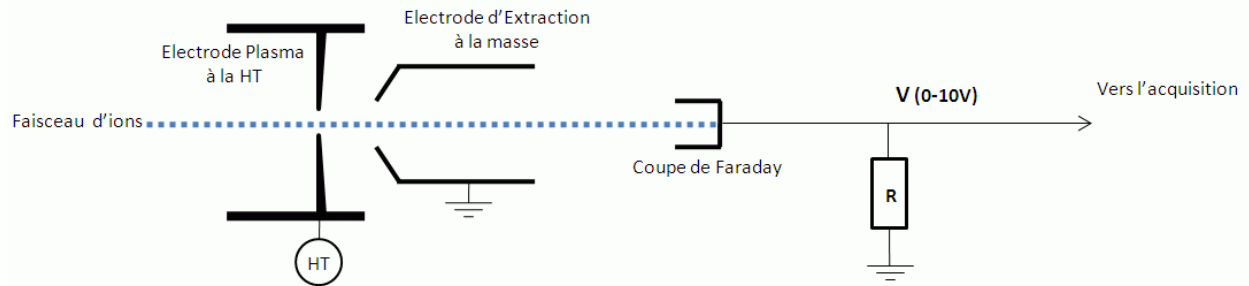 Electrode d’Extraction
à la masse
Electrode Plasma
à la HT
V (0-10V)
Vers l’acquisition
Faisceau d’ions
Coupe de Faraday
R
HT